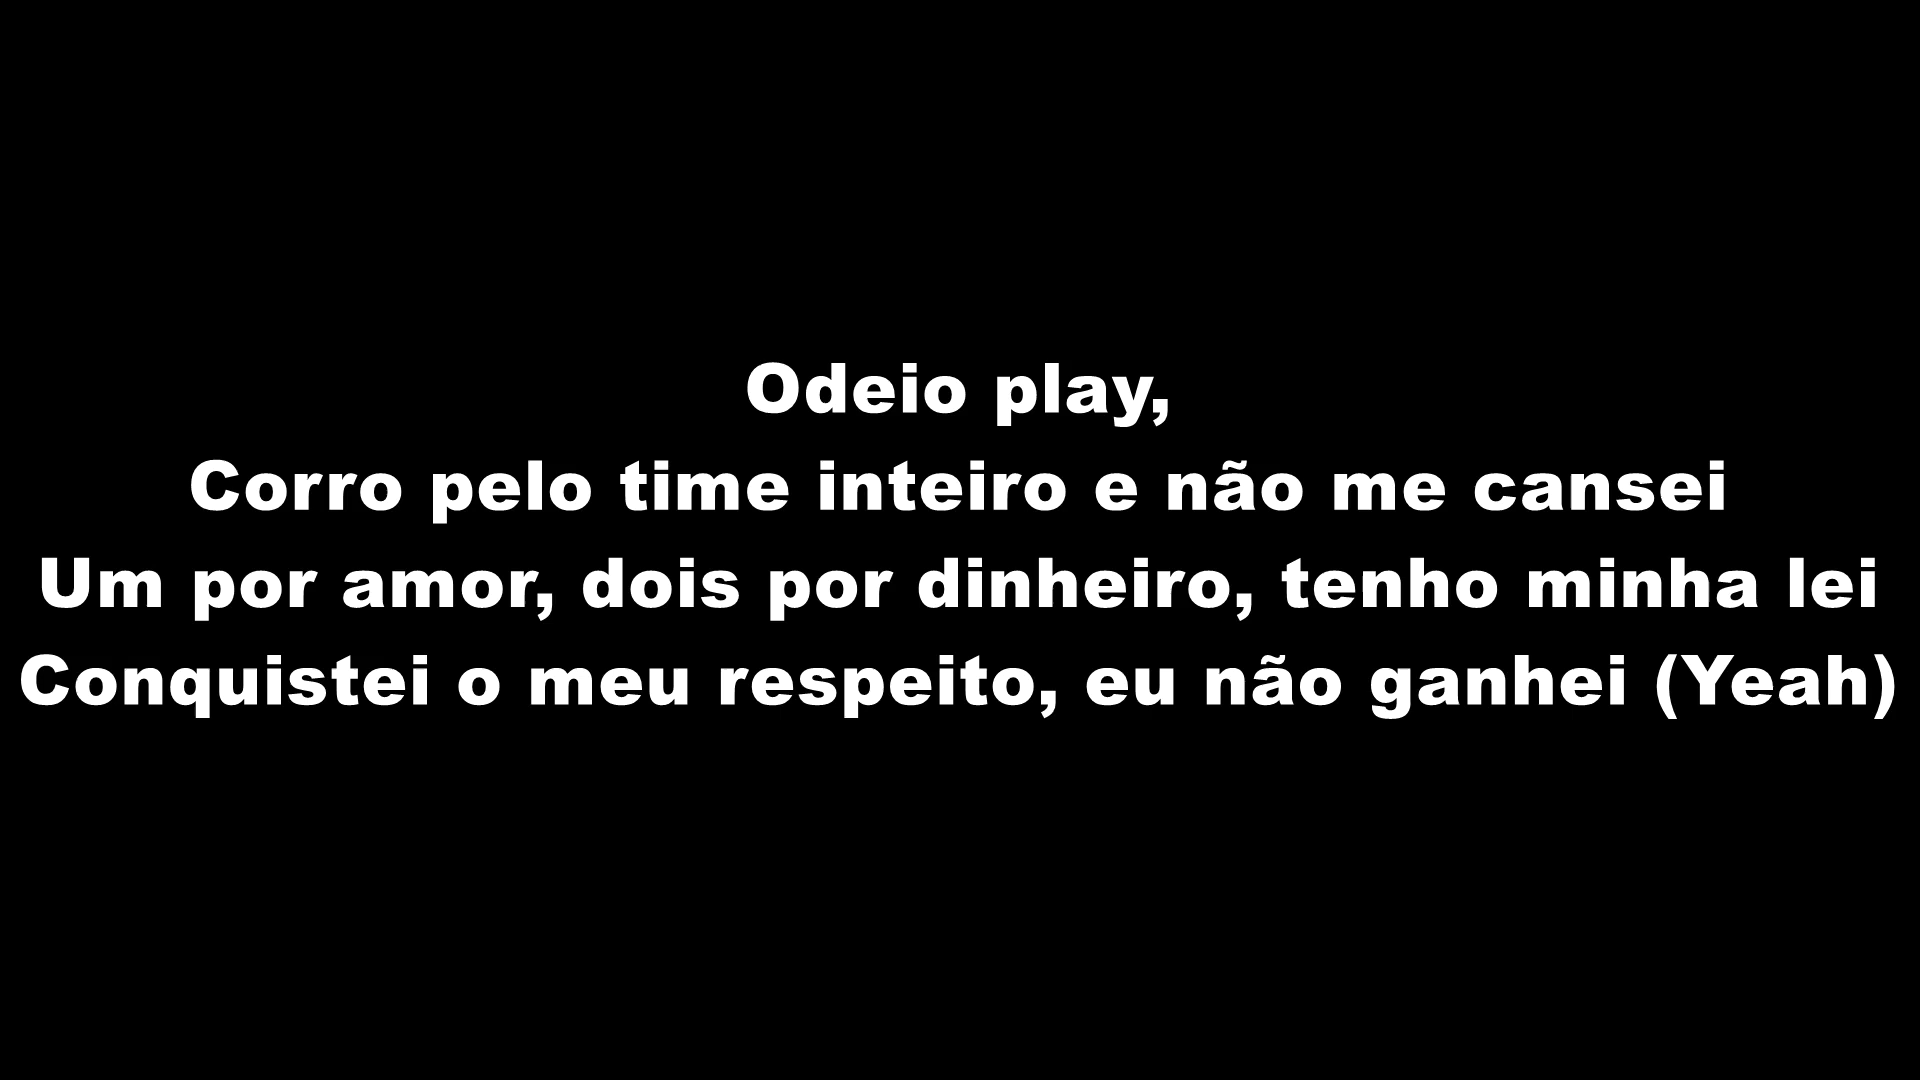 Odeio play,
Corro pelo time inteiro e não me cansei
Um por amor, dois por dinheiro, tenho minha lei
Conquistei o meu respeito, eu não ganhei (Yeah)